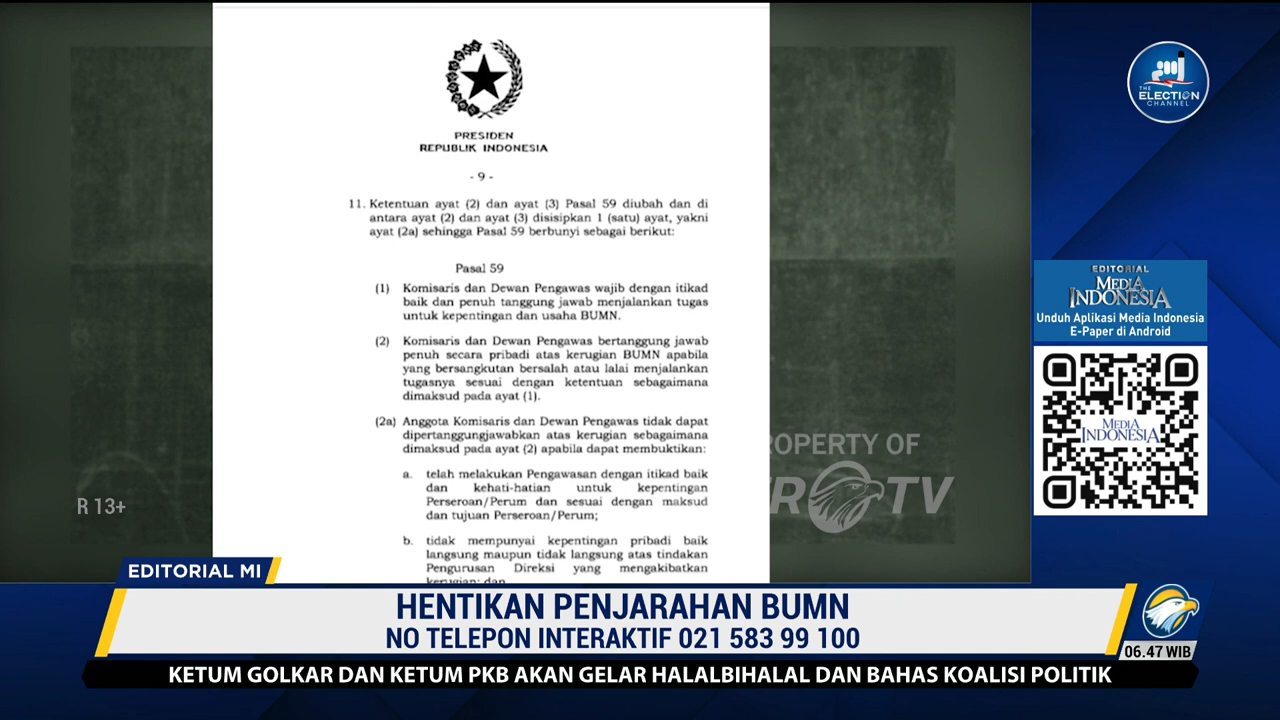 PRESIDEN
REPUBLIK INDONESIA
- 9 -
11. Ketentuan ayat (2) dan ayat (3) Pasal 59 diubah dan di
antara ayat (2) dan ayat (3) disisipkan 1 (satu) ayat, yakni
ayat (2a) sehingga Pasal 59 berbunyi sebagai berikut:
Pasal 59
(1) Komisaris dan Dewan Pengawas wajib dengan itikad
baik dan penuh tanggung jawab menjalankan tugas
untuk kepentingan dan usaha BUMN.
(2) Komisaris dan Dewan Pengawas bertanggung jawab
penuh secara pribadi atas kerugian BUMN apabila
yang bersangkutan bersalah atau lalai menjalankan
tugasnya sesuai dengan ketentuan sebagaimana
dimaksud pada ayat (1).
(2a) Anggota Komisaris dan Dewan Pengawas tidak dapat
dipertanggungjawabkan atas kerugian sebagaimana
dimaksud pada ayat (2) apabila dapat membuktikan:
a. telah melakukan Pengawasan dengan itikad baik
dan kehati-hatian untuk kepentingan
Perseroan/Perum dan sesuai dengan maksud
dan tujuan Perseroan/Perum;
b. tidak mempunyai kepentingan pribadi baik
langsung maupun tidak langsung atas tindakan
Pengurusan Direksi yang mengakibatkan
kerugian; dan
THE
ELECTION
CHANNEL
EDITORIAL
MEDIA
INDONESIA
Unduh Aplikasi Media Indonesia
E-Paper di Android
MEDIA
INDONESIA
ROPERTY OF
TV
R 13+
EDITORIAL MI
HENTIKAN PENJARAHAN BUMN
NO TELEPON INTERAKTIF 021 583 99 100
06.47 WIB
KETUM GOLKAR DAN KETUM PKB AKAN GELAR HALALBIHALAL DAN BAHAS KOALISI POLITIK